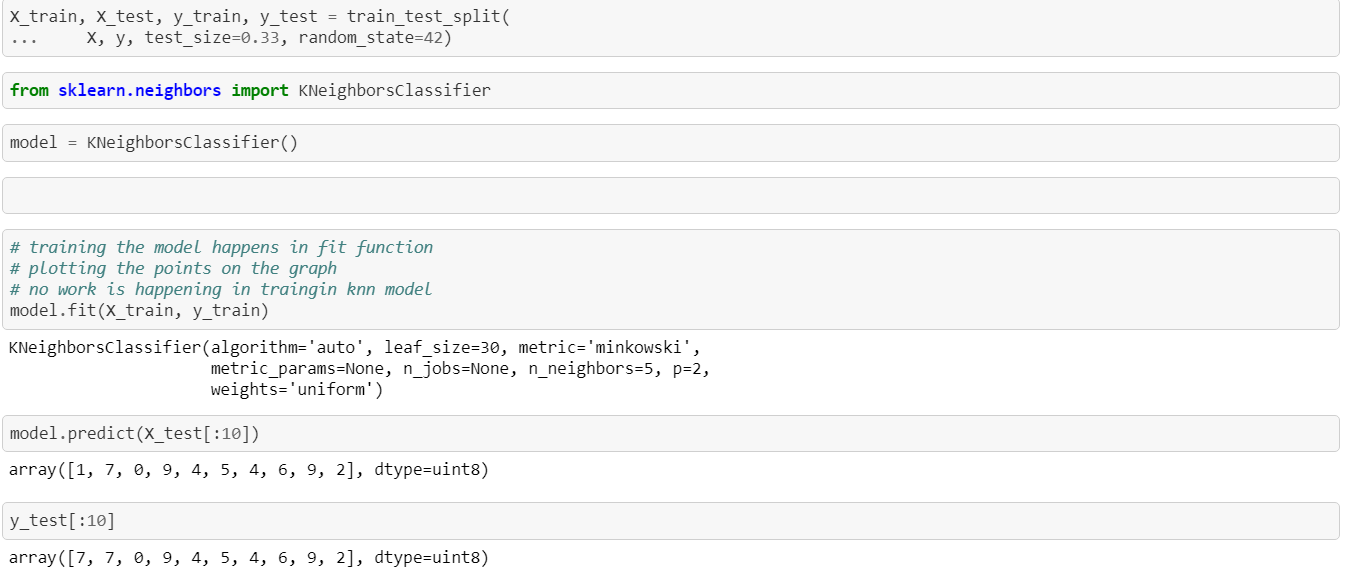 X_train, X_test, y_train, y_test = train_test_split(
...     X, y, test_size=0.33, random_state=42)
from sklearn.neighbors import KNeighborsClassifier
model = KNeighborsClassifier()
# training the model happens in fit function
# plotting the points on the graph
# no work is happening in traingin knn model
model.fit(X_train, y_train)
KNeighborsClassifier(algorithm='auto', leaf_size=30, metric='minkowski',
                     metric_params=None, n_jobs=None, n_neighbors=5, p=2,
                     weights='uniform')
model.predict(X_test[:10])
array([1, 7, 0, 9, 4, 5, 4, 6, 9, 2], dtype=uint8)
y_test[:10]
array([7, 7, 0, 9, 4, 5, 4, 6, 9, 2], dtype=uint8)